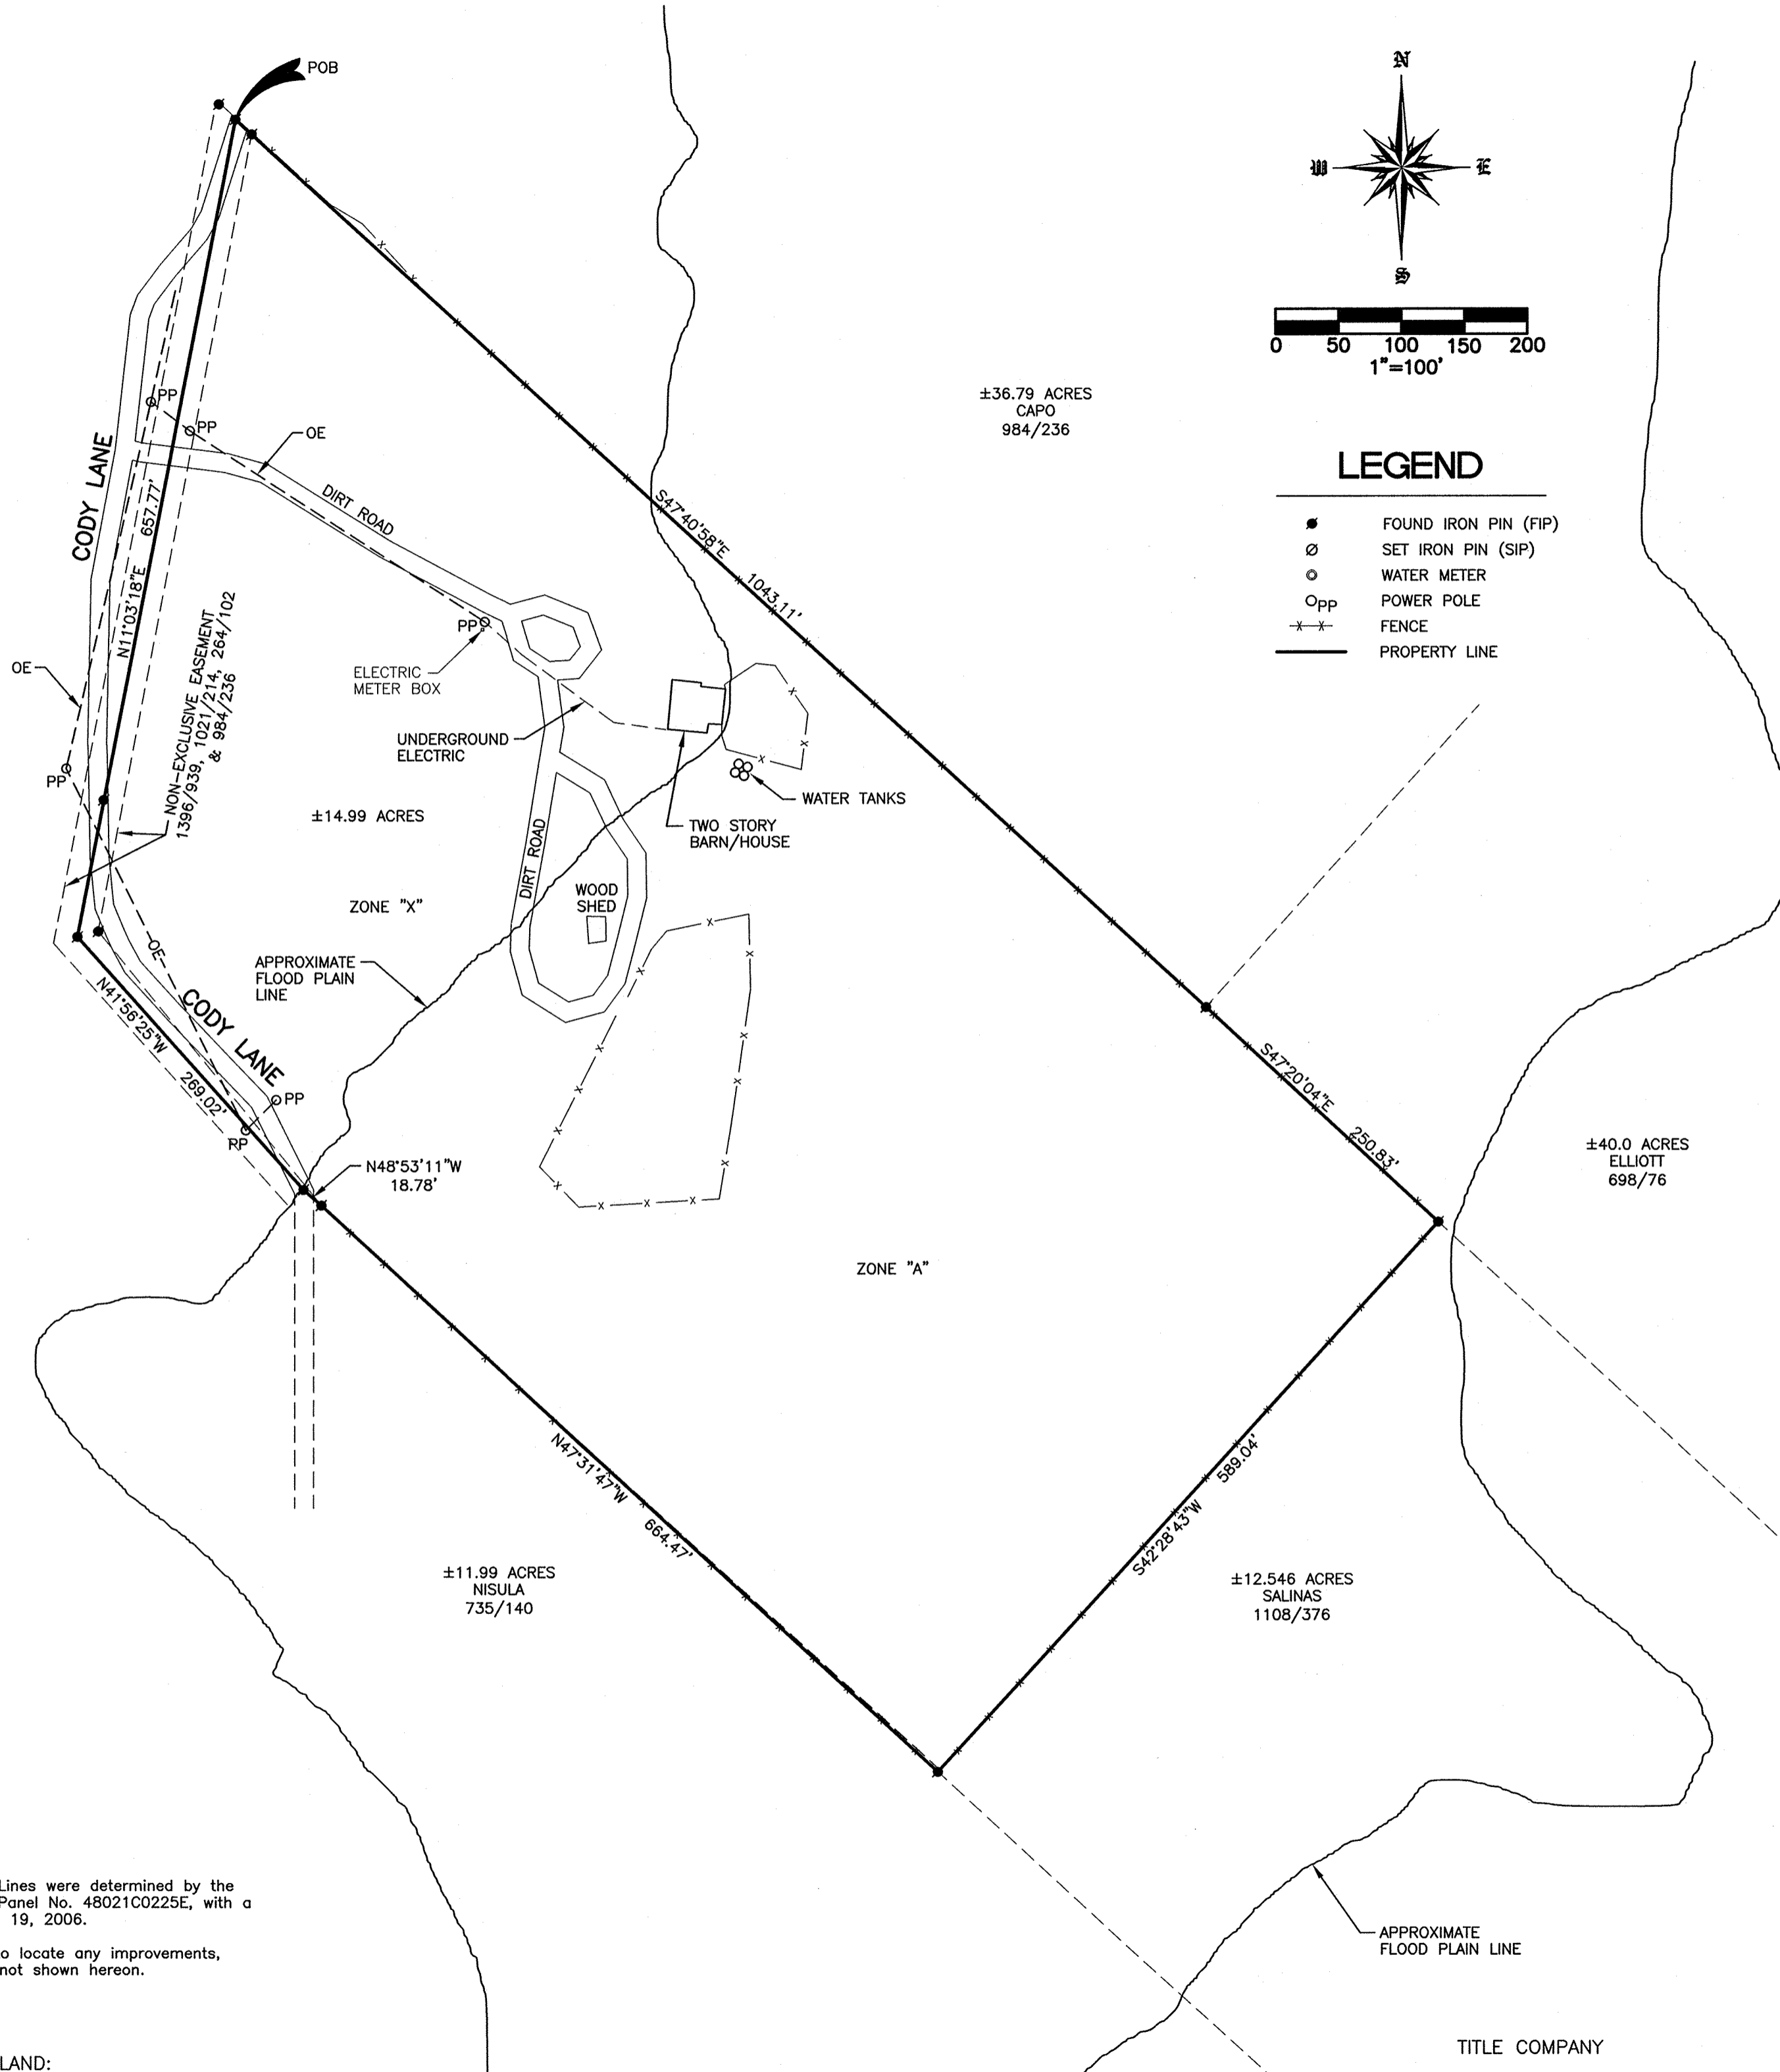 POB
N
W
E
S
0 50 100 150 200
1"=100'
±36.79 ACRES
CAPO
984/236
LEGEND
FOUND IRON PIN (FIP)
SET IRON PIN (SIP)
WATER METER
PP
POWER POLE
FENCE
PROPERTY LINE
PP
PP
OE
CODY LANE
657.77'
N11°03'18"E
DIRT ROAD
S47°40'58"E
1043.11'
NON-EXCLUSIVE EASEMENT
1396/939, 1021/214, 264/102
& 984/236
OE
PP
ELECTRIC
METER BOX
UNDERGROUND
ELECTRIC
PP
WATER TANKS
±14.99 ACRES
TWO STORY
BARN/HOUSE
DIRT ROAD
WOOD
SHED
ZONE "X"
OE
APPROXIMATE
FLOOD PLAIN
LINE
N41°56'25"W
269.02'
CODY LANE
PP
PP
N48°53'11"W
18.78'
S47°20'04"E
250.83'
±40.0 ACRES
ELLIOTT
698/76
ZONE "A"
N47°31'47"W
664.47'
589.04'
S42°28'43"W
±11.99 ACRES
NISULA
735/140
±12.546 ACRES
SALINAS
1108/376
Lines were determined by the
Panel No. 48021C0225E, with a
19, 2006.
o locate any improvements,
not shown hereon.
APPROXIMATE
FLOOD PLAIN LINE
TITLE COMPANY
LAND: